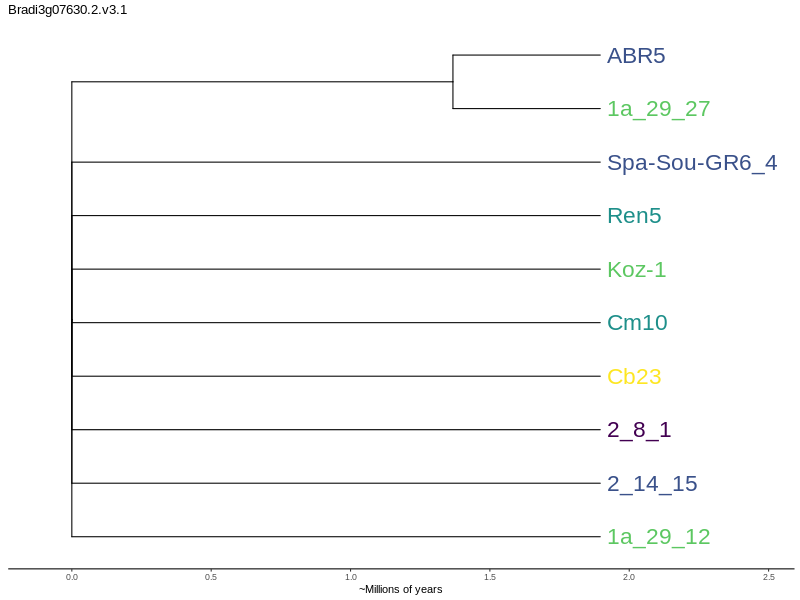 Bradi3g07630.2.v3.1
ABR5
1a_29_27
Spa-Sou-GR6_4
Ren5
Koz-1
Cm10
Cb23
2_8_1
2_14_15
1a_29_12
0.0 0.5 1.0 1.5 2.0 2.5
~Millions of years